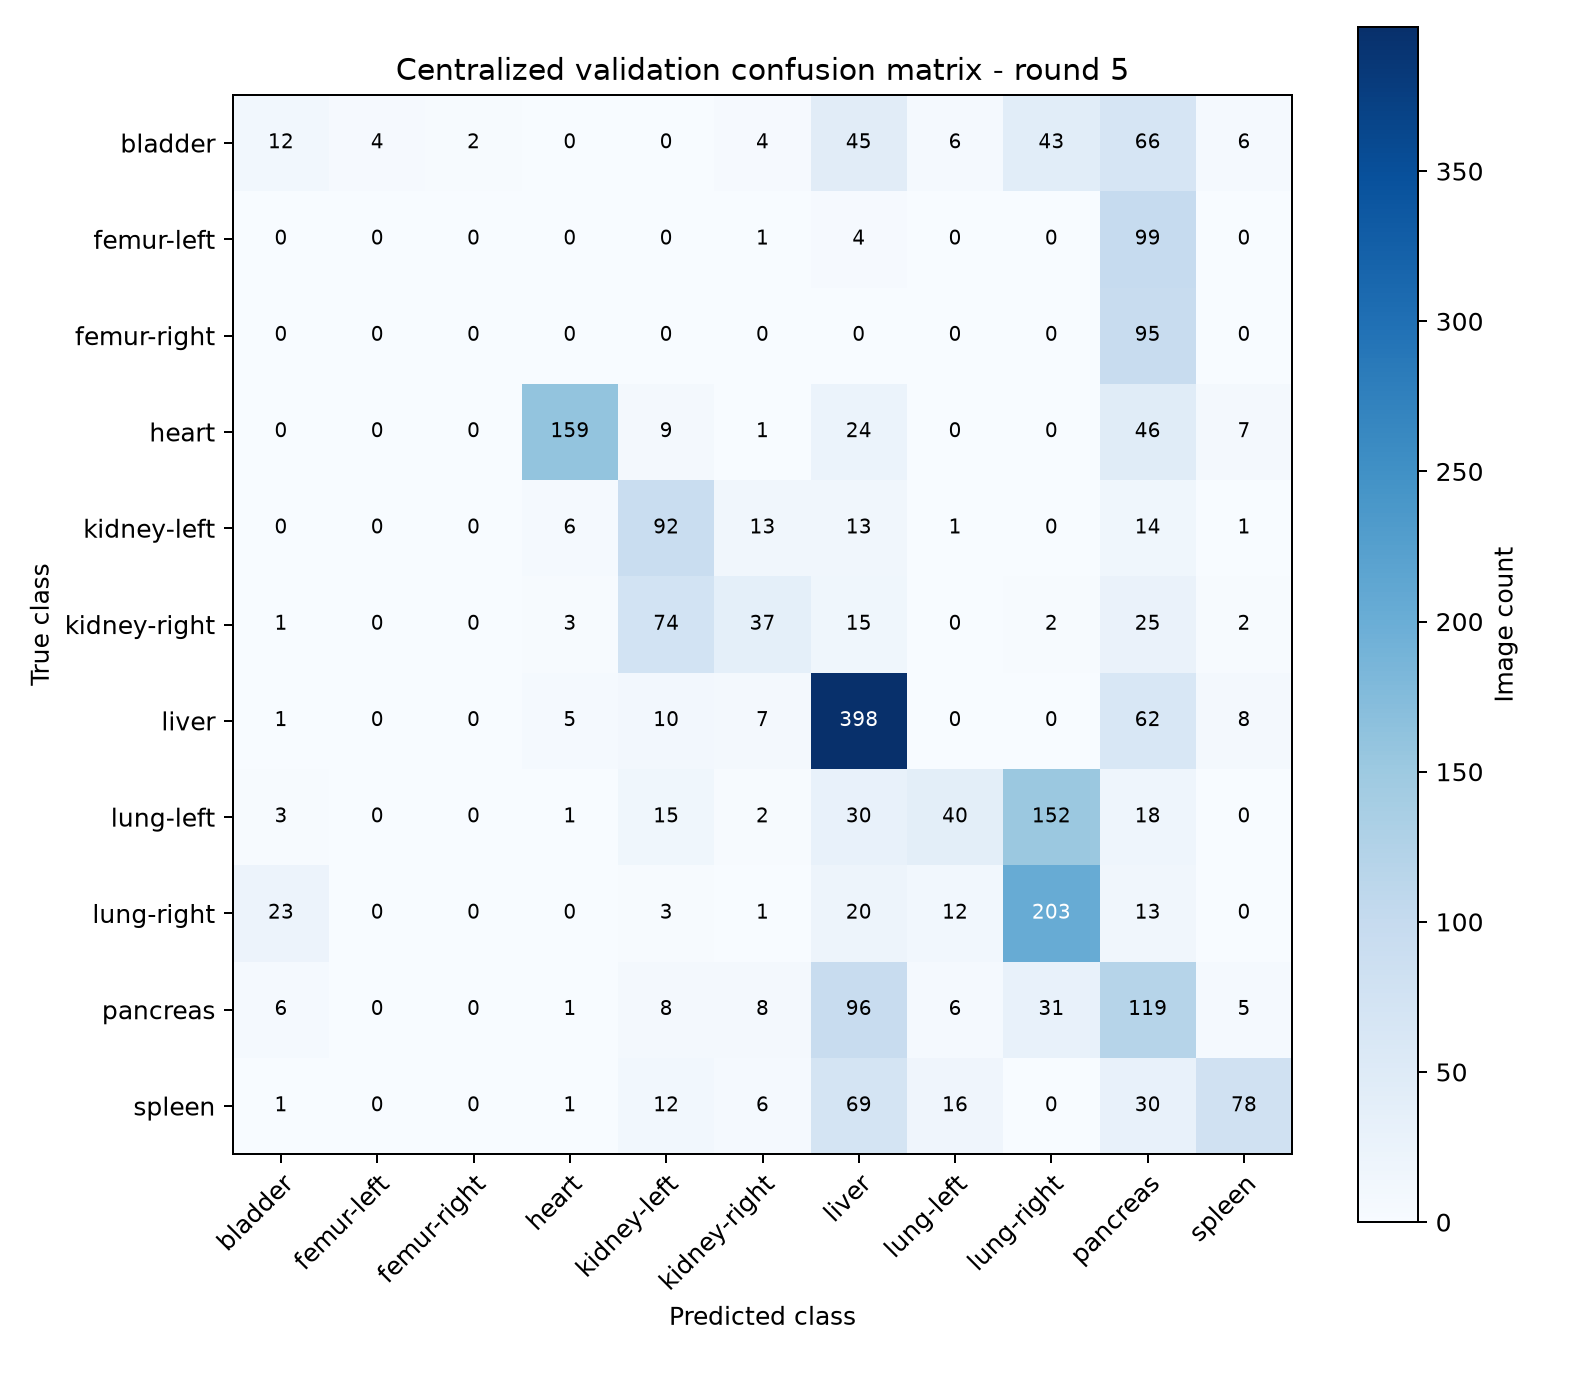 Centralized validation confusion matrix - round 5
bladder 12 4 2 0 0 4 45 6 43 66 6
femur-left 0 0 0 0 0 1 4 0 0 99 0
femur-right 0 0 0 0 0 0 0 0 0 95 0
heart 0 0 0 159 9 1 24 0 0 46 7
kidney-left 0 0 0 6 92 13 13 1 0 14 1
kidney-right 1 0 0 3 74 37 15 0 2 25 2
liver 1 0 0 5 10 7 398 0 0 62 8
lung-left 3 0 0 1 15 2 30 40 152 18 0
lung-right 23 0 0 0 3 1 20 12 203 13 0
pancreas 6 0 0 1 8 8 96 6 31 119 5
spleen 1 0 0 1 12 6 69 16 0 30 78
True class
bladder femur-left femur-right heart kidney-left kidney-right liver lung-left lung-right pancreas spleen
Predicted class
350
300
250
200
150
100
50
0
Image count